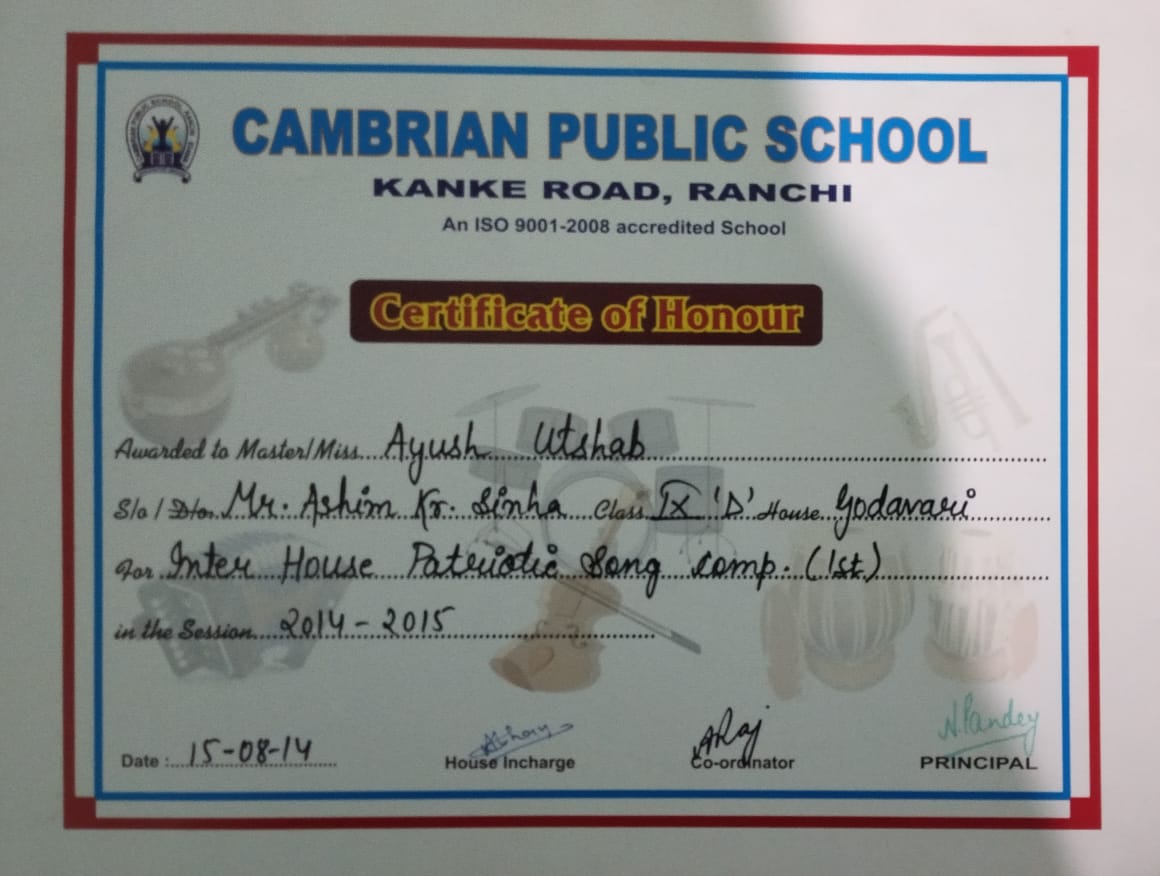 CAMBRIAN PUBLIC SCHOOL
KANKE ROAD, RANCHI
An ISO 9001-2008 accredited School
Certificate of Honour
Awarded to Master/Miss... Ayush Utshab
S/o / D/o. Mr. Ashim Kr. Sinha Class IX 'D' House Godavari
For Inter House Patriotic Song comp. (1st)
in the Session 2014-2015
Date : 15-08-14
House Incharge
ARaj
Co-ordinator
N.Pandey
PRINCIPAL